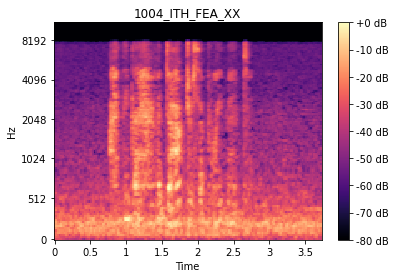 1004_ITH_FEA_XX
8192
4096
2048
1024
512
0
Hz
0 0.5 1 1.5 2 2.5 3 3.5
Time
+0 dB
-10 dB
-20 dB
-30 dB
-40 dB
-50 dB
-60 dB
-70 dB
-80 dB